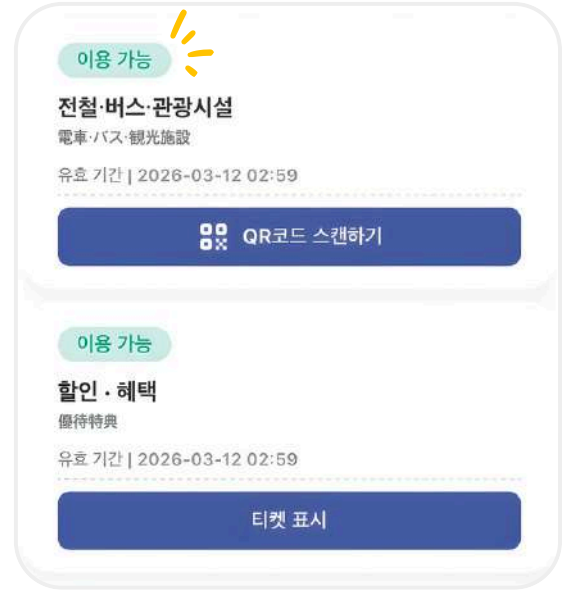 이용 가능
전철·버스·관광시설
電車·バス·観光施設
유효 기간 | 2026-03-12 02:59
QR코드 스캔하기
이용 가능
할인 · 혜택
優待特典
유효 기간 | 2026-03-12 02:59
티켓 표시